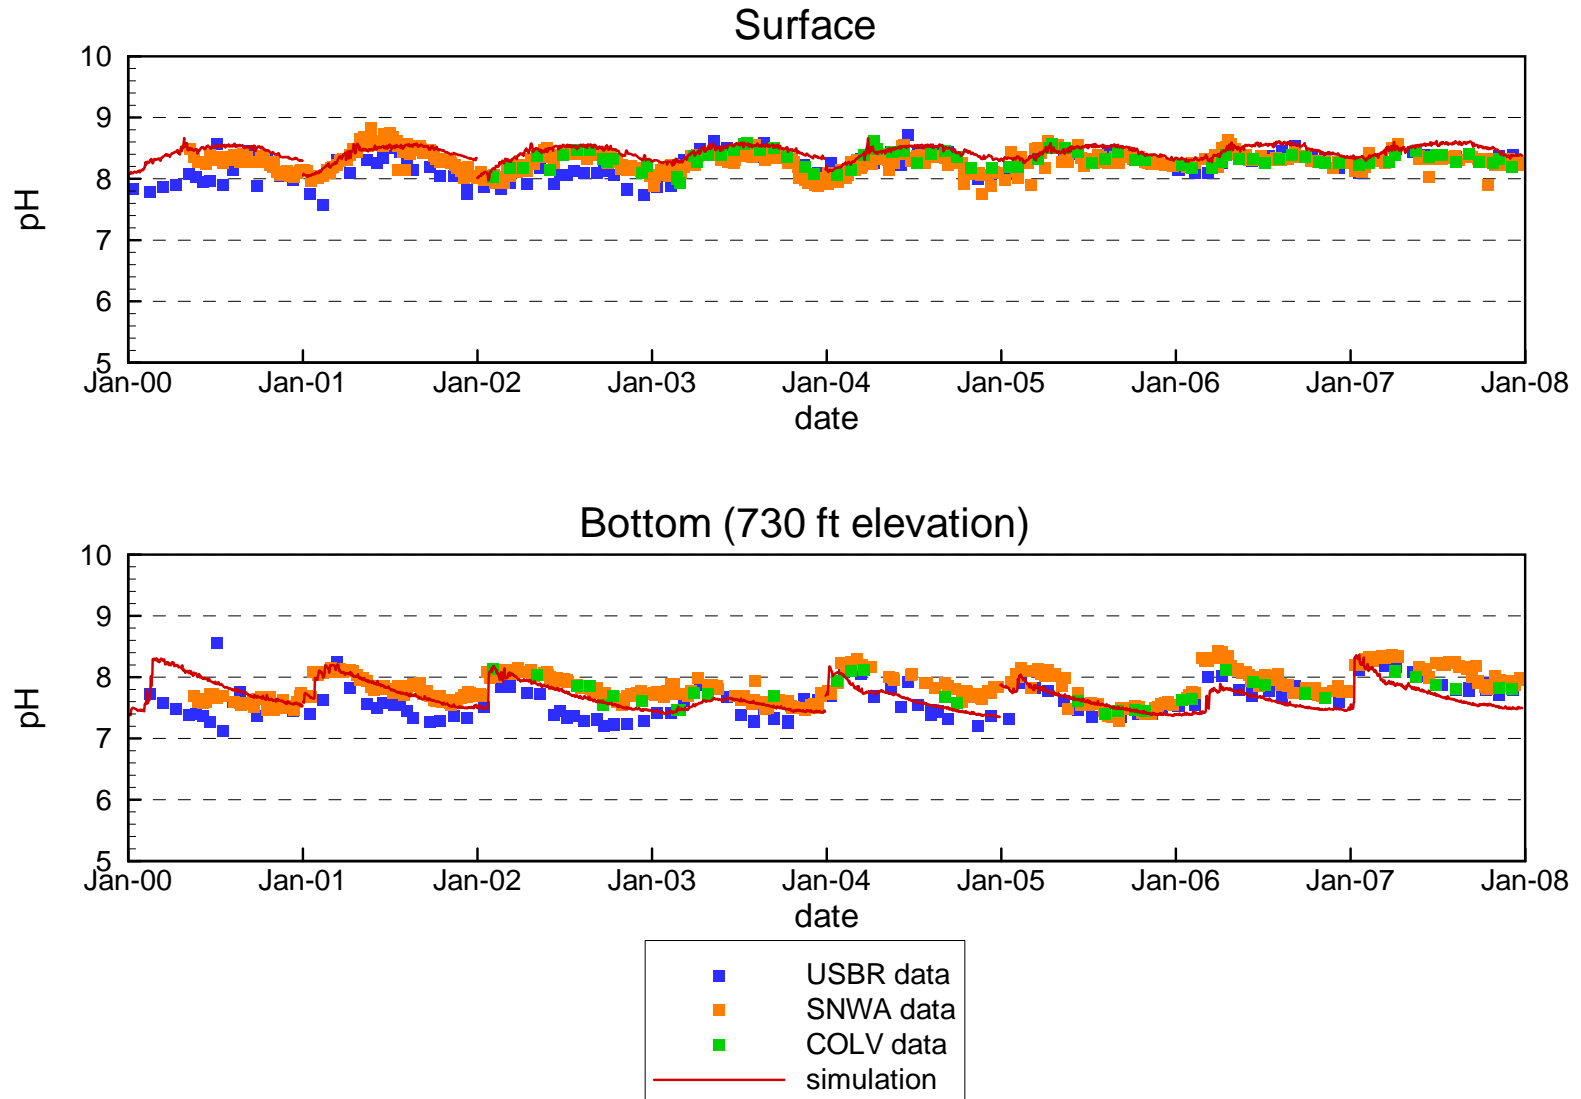 Surface
10
9
8
7
6
5
pH
Jan-00 Jan-01 Jan-02 Jan-03 Jan-04 Jan-05 Jan-06 Jan-07 Jan-08
date
Bottom (730 ft elevation)
10
9
8
7
6
5
pH
Jan-00 Jan-01 Jan-02 Jan-03 Jan-04 Jan-05 Jan-06 Jan-07 Jan-08
date
USBR data
SNWA data
COLV data
simulation